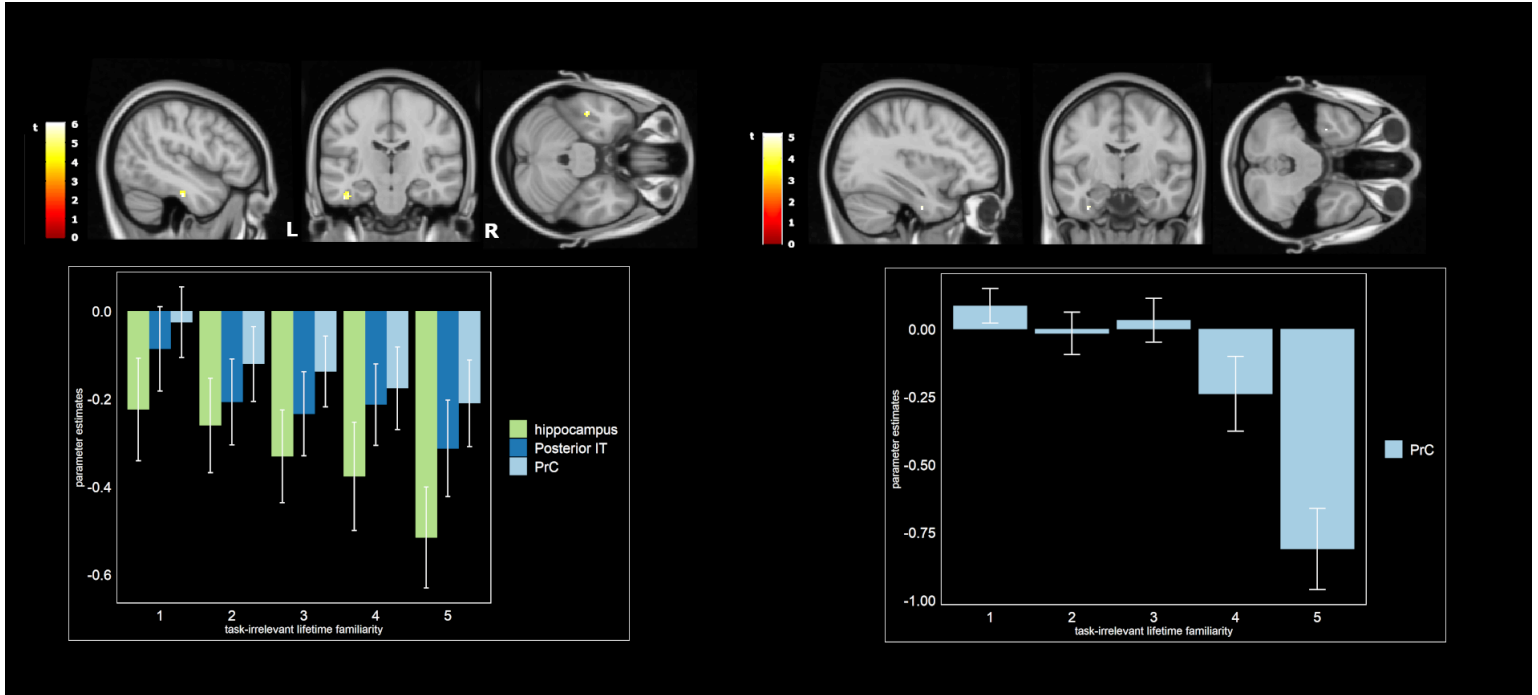 t
6
5
4
3
2
1
0
L
R
t
5
4
3
2
1
0
0.0
-0.2
-0.4
-0.6
parameter estimates
1 2 3 4 5
task-irrelevant lifetime familiarity
hippocampus
Posterior IT
PrC
0.00
-0.25
-0.50
-0.75
-1.00
parameter estimates
1 2 3 4 5
task-irrelevant lifetime familiarity
PrC